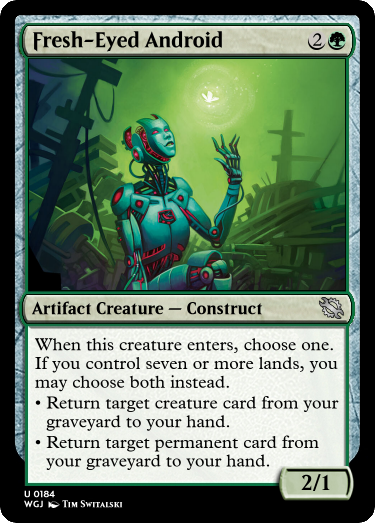 Fresh-Eyed Android 2
Artifact Creature — Construct
When this creature enters, choose one.
If you control seven or more lands, you
may choose both instead.
• Return target creature card from your
graveyard to your hand.
• Return target permanent card from
your graveyard to your hand.
2/1
U 0184
WGJ Tim Switalski